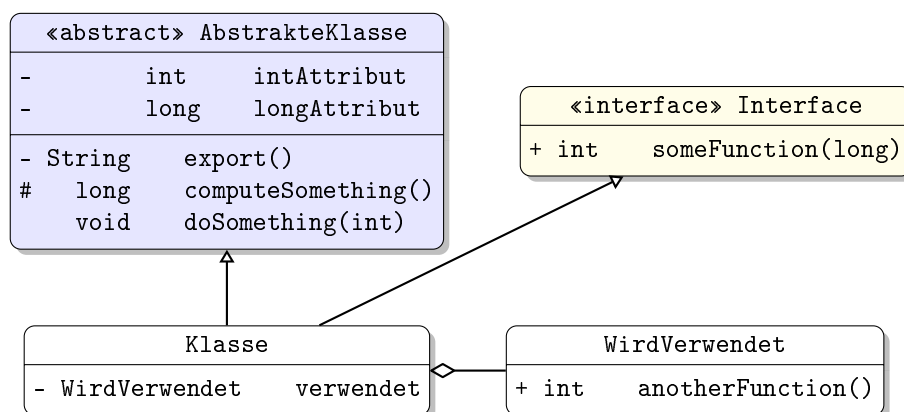 «abstract» AbstrakteKlasse
- int intAttribut
- long longAttribut
- String export()
# long computeSomething()
void doSomething(int)
«interface» Interface
+ int someFunction(long)
Klasse
- WirdVerwendet verwendet
WirdVerwendet
+ int anotherFunction()